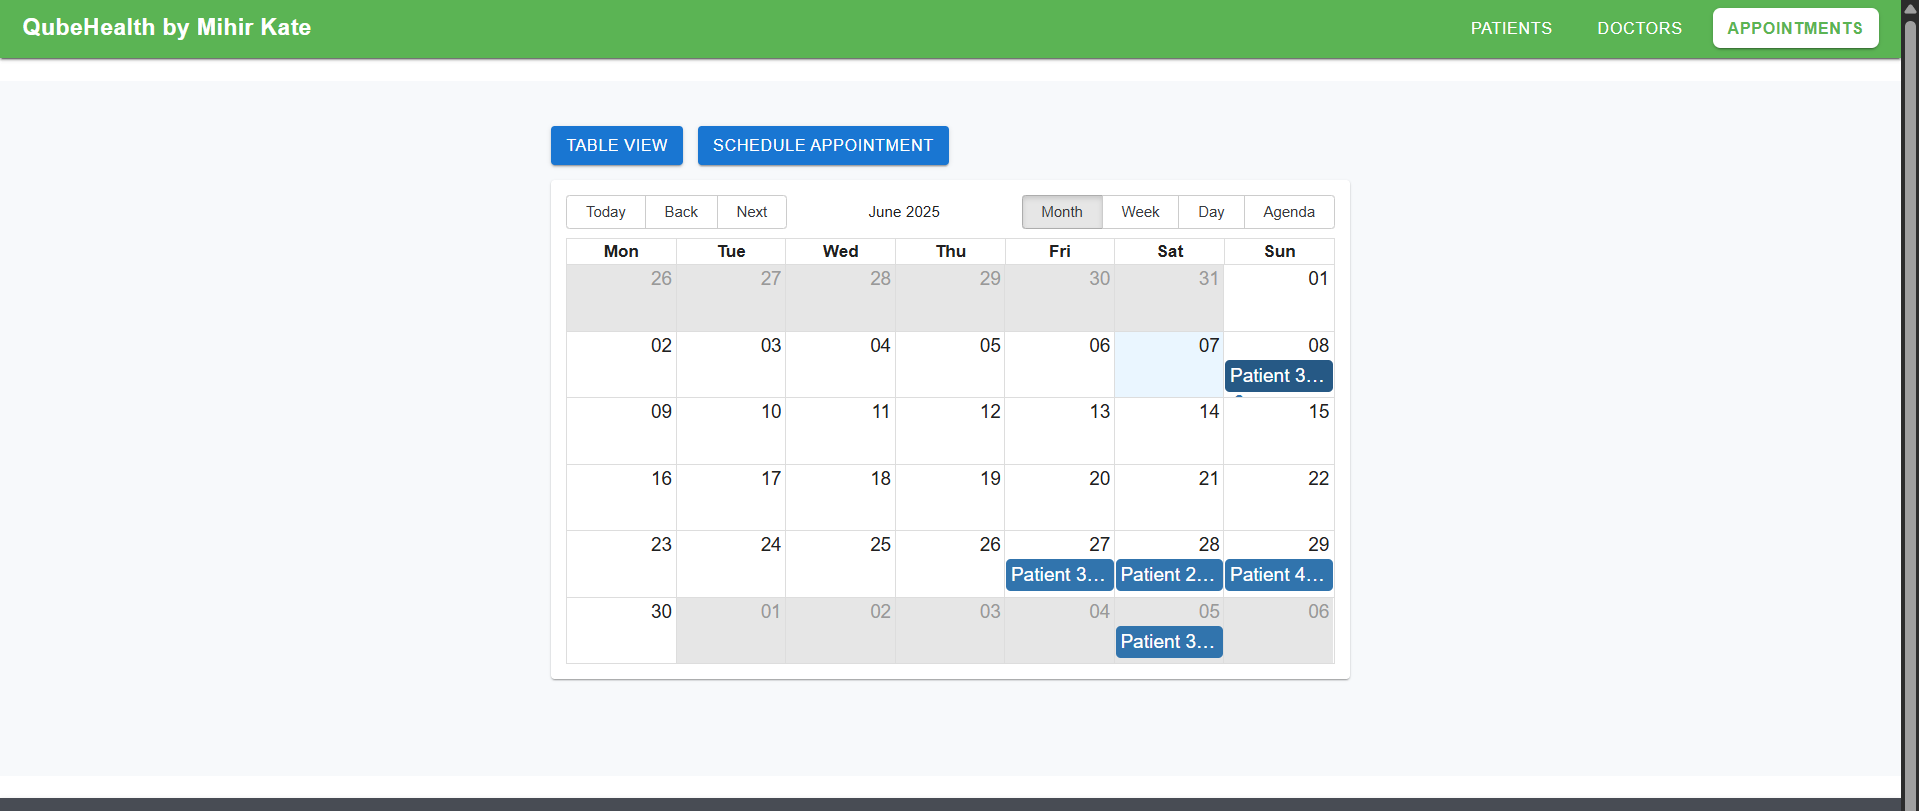 QubeHealth by Mihir Kate PATIENTS DOCTORS APPOINTMENTS
TABLE VIEW SCHEDULE APPOINTMENT
Today Back Next June 2025 Month Week Day Agenda
Mon Tue Wed Thu Fri Sat Sun
26 27 28 29 30 31 01
02 03 04 05 06 07 08
Patient 3...
09 10 11 12 13 14 15
16 17 18 19 20 21 22
23 24 25 26 27 28 29
Patient 3... Patient 2... Patient 4...
30 01 02 03 04 05 06
Patient 3...